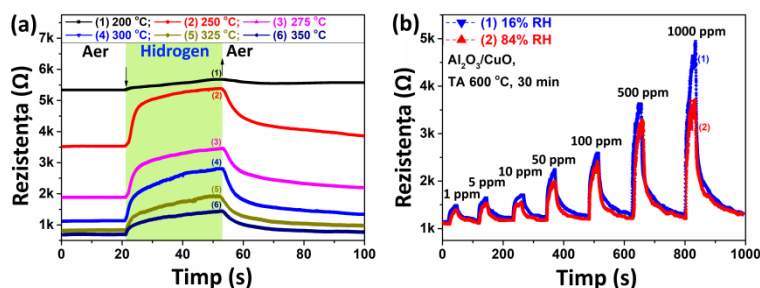 (a)
(1) 200 °C; (2) 250 °C; (3) 275 °C
(4) 300 °C; (5) 325 °C (6) 350 °C
Aer Hidrogen Aer
7k
6k
5k
4k
3k
2k
1k
Rezistența (Ω)
(1)
(2)
(3)
(4)
(5)
(6)
0 20 40 60 80 100
Timp (s)
(b)
(1) 16% RH
(2) 84% RH
Al₂O₃/CuO,
TA 600 °C, 30 min
1000 ppm
(1)
(2)
500 ppm
100 ppm
50 ppm
10 ppm
5 ppm
1 ppm
5k
4k
3k
2k
1k
Rezistența (Ω)
0 200 400 600 800 1000
Timp (s)